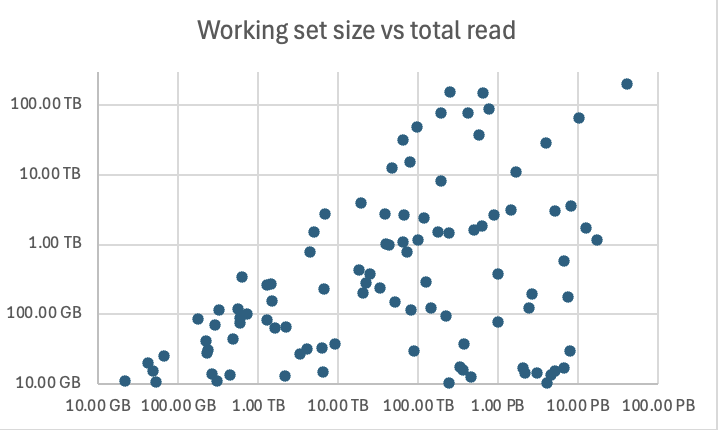 Working set size vs total read
100.00 TB
10.00 TB
1.00 TB
100.00 GB
10.00 GB
10.00 GB 100.00 GB 1.00 TB 10.00 TB 100.00 TB 1.00 PB 10.00 PB 100.00 PB